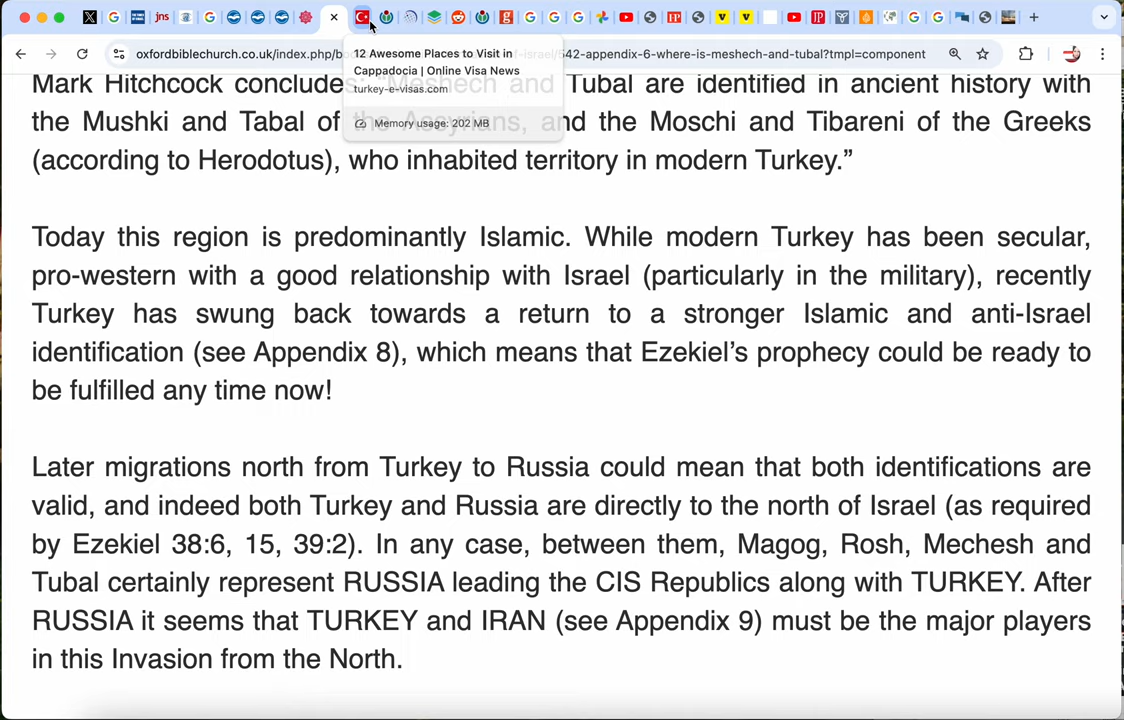 oxfordbiblechurch.co.uk/index.php/bo f-israel/542-appendix-6-where-is-meshech-and-tubal?tmpl=component
12 Awesome Places to Visit in
Cappadocia | Online Visa News
turkey-e-visas.com
Memory usage: 202 MB
Mark Hitchcock concludes: “Meshech and Tubal are identified in ancient history with
the Mushki and Tabal of the Assyrians, and the Moschi and Tibareni of the Greeks
(according to Herodotus), who inhabited territory in modern Turkey.”
Today this region is predominantly Islamic. While modern Turkey has been secular,
pro-western with a good relationship with Israel (particularly in the military), recently
Turkey has swung back towards a return to a stronger Islamic and anti-Israel
identification (see Appendix 8), which means that Ezekiel’s prophecy could be ready to
be fulfilled any time now!
Later migrations north from Turkey to Russia could mean that both identifications are
valid, and indeed both Turkey and Russia are directly to the north of Israel (as required
by Ezekiel 38:6, 15, 39:2). In any case, between them, Magog, Rosh, Mechesh and
Tubal certainly represent RUSSIA leading the CIS Republics along with TURKEY. After
RUSSIA it seems that TURKEY and IRAN (see Appendix 9) must be the major players
in this Invasion from the North.